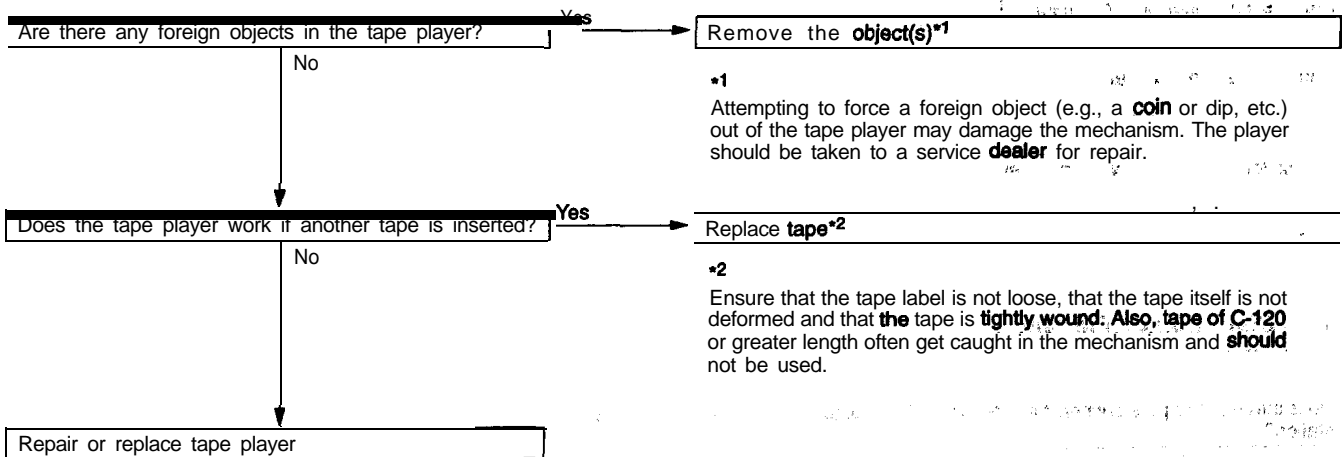 Are there any foreign objects in the tape player?
Yes
Remove the object(s)*1
No
*1
Attempting to force a foreign object (e.g., a coin or dip, etc.)
out of the tape player may damage the mechanism. The player
should be taken to a service dealer for repair.
Does the tape player work if another tape is inserted?
Yes
Replace tape*2
No
*2
Ensure that the tape label is not loose, that the tape itself is not
deformed and that the tape is tightly wound. Also, tape of C-120
or greater length often get caught in the mechanism and should
not be used.
Repair or replace tape player